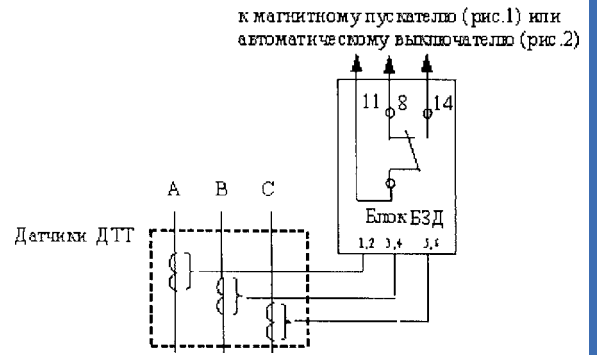 к магнитному пускателю (рис.1) или
автоматическому выключателю (рис.2)
11 8 14
A B C
Блок БЗД
Датчики ДТТ
1,2 3,4 5,6